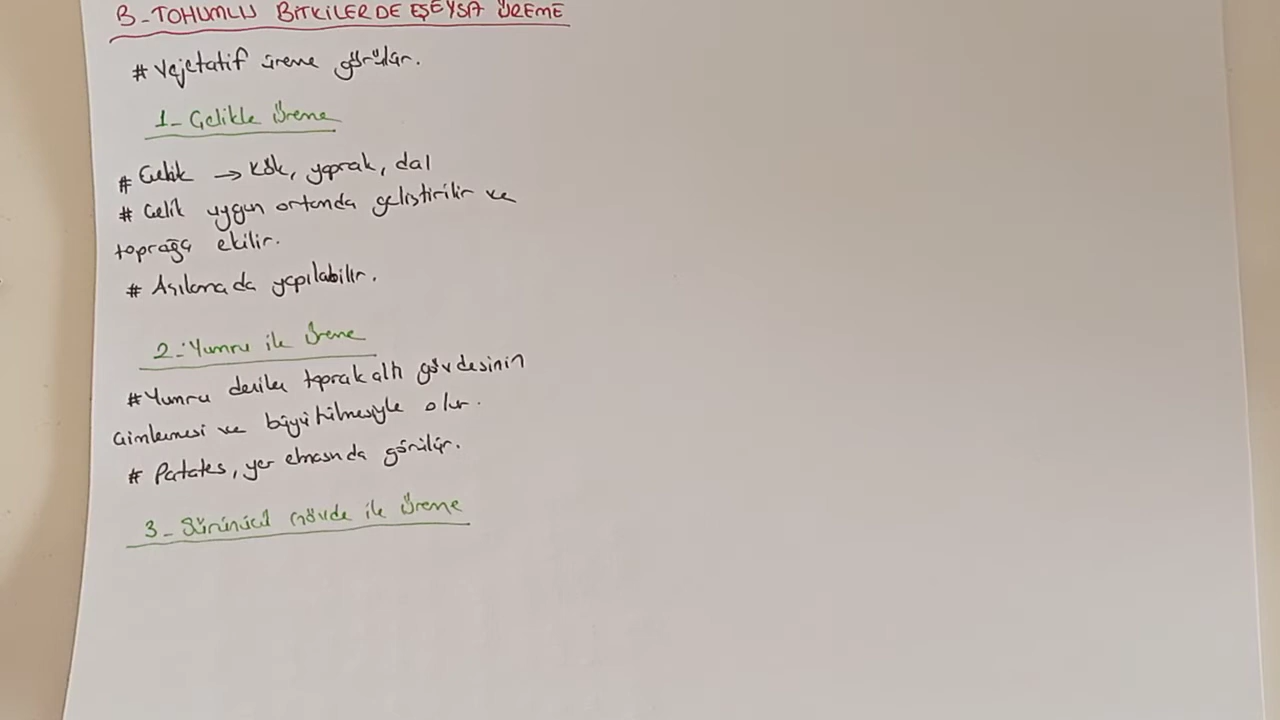 B-TOHUMLU BİTKİLERDE EŞEYSİZ ÜREME
# Vejetatif üreme görülür.
1- Çelikle Üreme
# Çelik → Kök, yaprak, dal
# Çelik uygun ortamda geliştirilir ve
toprağa ekilir.
# Aşılamada yapılabilir.
2- Yumru ile Üreme
# Yumru denilen toprak altı gövdesinin
çimlenmesi ve büyütülmesiyle olur.
# Patates, yer elmasında görülür.
3- Sürünücü Gövde ile Üreme